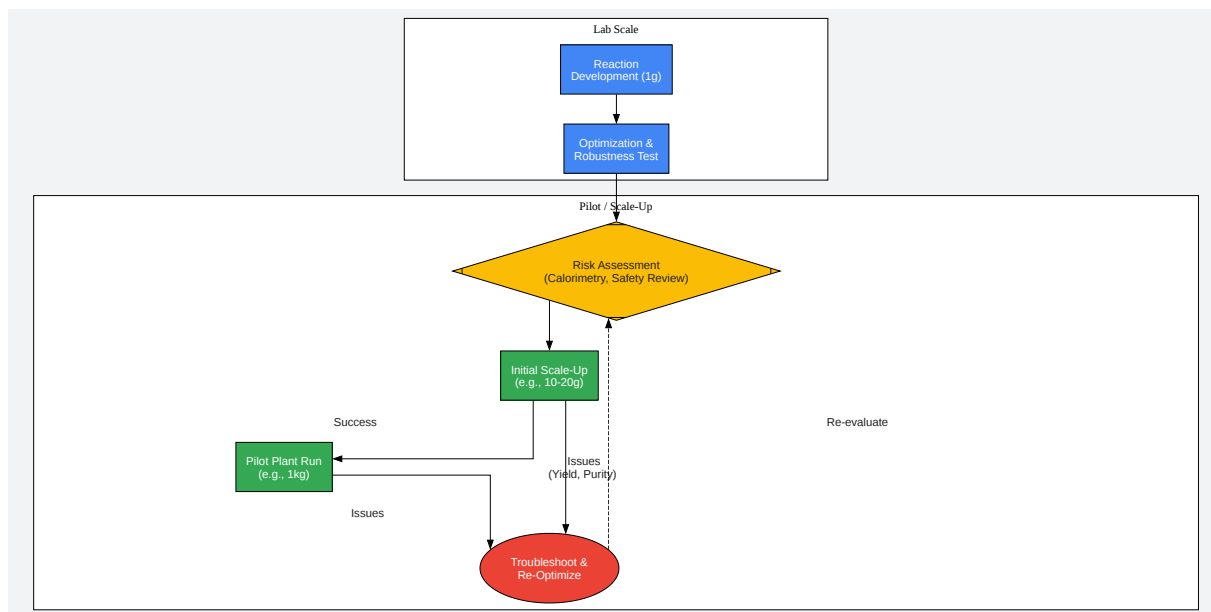 Lab Scale
Reaction
Development (1g)
Optimization &
Robustness Test
Pilot / Scale-Up
Risk Assessment
(Calorimetry, Safety Review)
Initial Scale-Up
(e.g., 10-20g)
Success
Re-evaluate
Pilot Plant Run
(e.g., 1kg)
Issues
(Yield, Purity)
Issues
Troubleshoot &
Re-Optimize